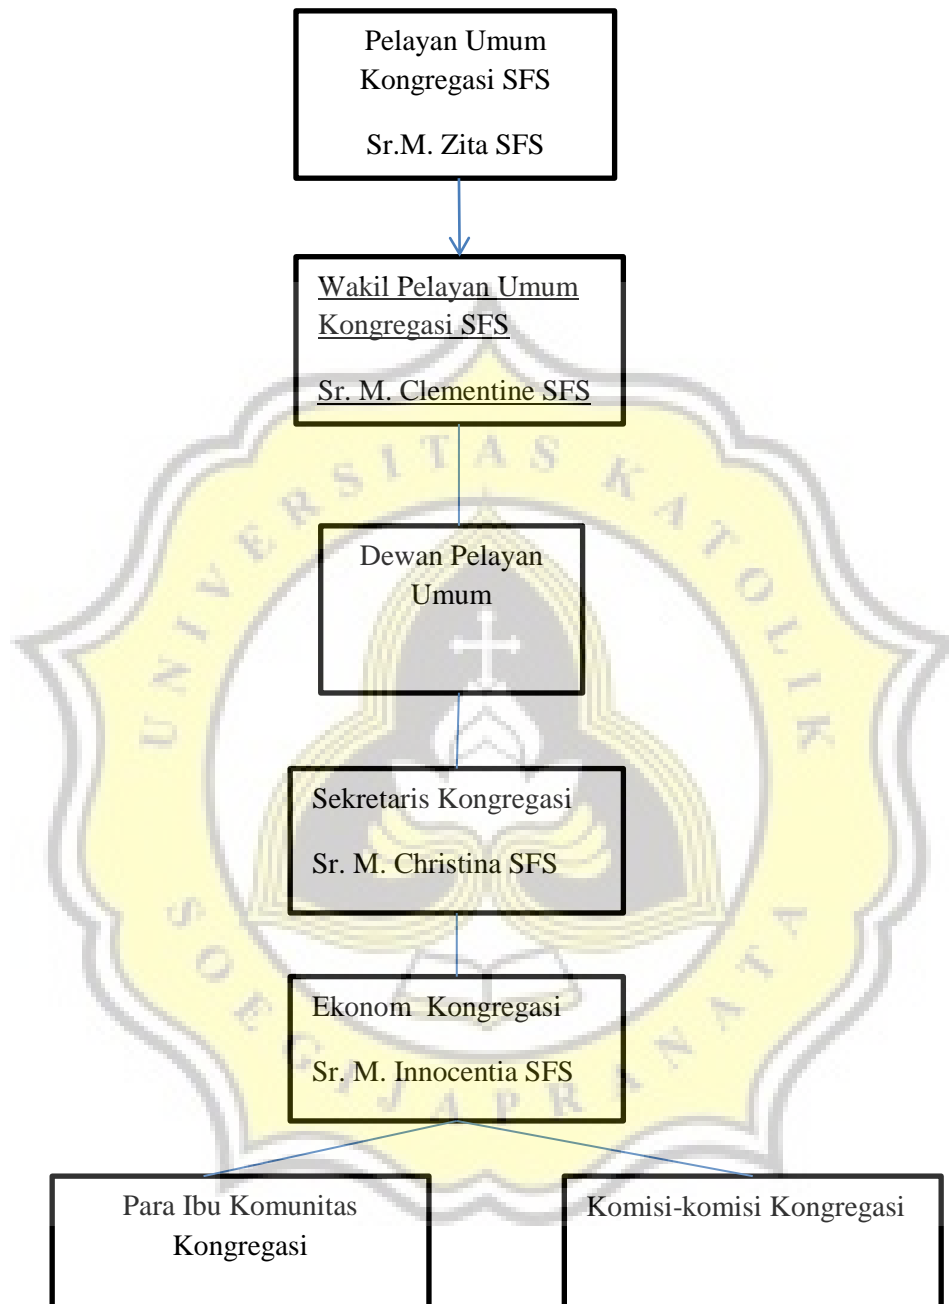 Pelayan Umum
Kongregasi SFS
Sr.M. Zita SFS
Wakil Pelayan Umum
Kongregasi SFS
Sr. M. Clementine SFS
UNIVERSITAS KATOLIK
Dewan Pelayan
Umum
Sekretaris Kongregasi
Sr. M. Christina SFS
Ekonom  Kongregasi
Sr. M. Innocentia SFS
SOEGIJAPRANATA
Para Ibu Komunitas
Kongregasi
Komisi-komisi Kongregasi